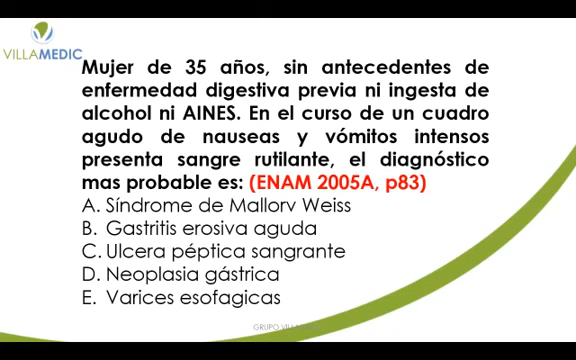 VILLAMEDIC
Mujer de 35 años, sin antecedentes de
enfermedad digestiva previa ni ingesta de
alcohol ni AINES. En el curso de un cuadro
agudo de nauseas y vómitos intensos
presenta sangre rutilante, el diagnóstico
mas probable es: (ENAM 2005A, p83)
A. Síndrome de Mallorv Weiss
B. Gastritis erosiva aguda
C. Ulcera péptica sangrante
D. Neoplasia gástrica
E. Varices esofagicas
GRUPO